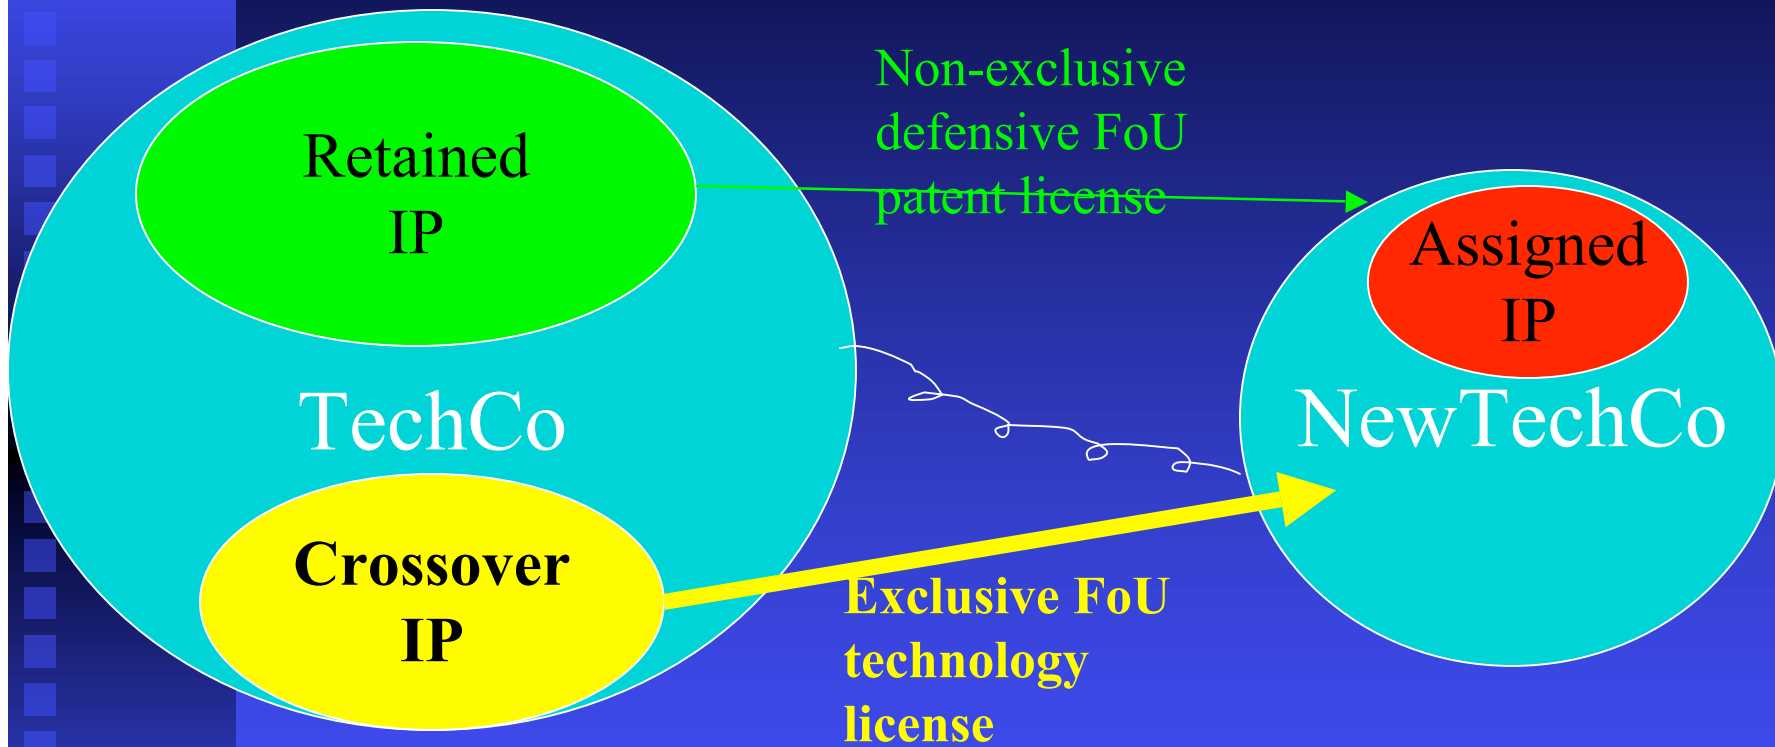 Retained
IP
TechCo
Crossover
IP
Non-exclusive
defensive FoU
patent license
Exclusive FoU
technology
license
Assigned
IP
NewTechCo